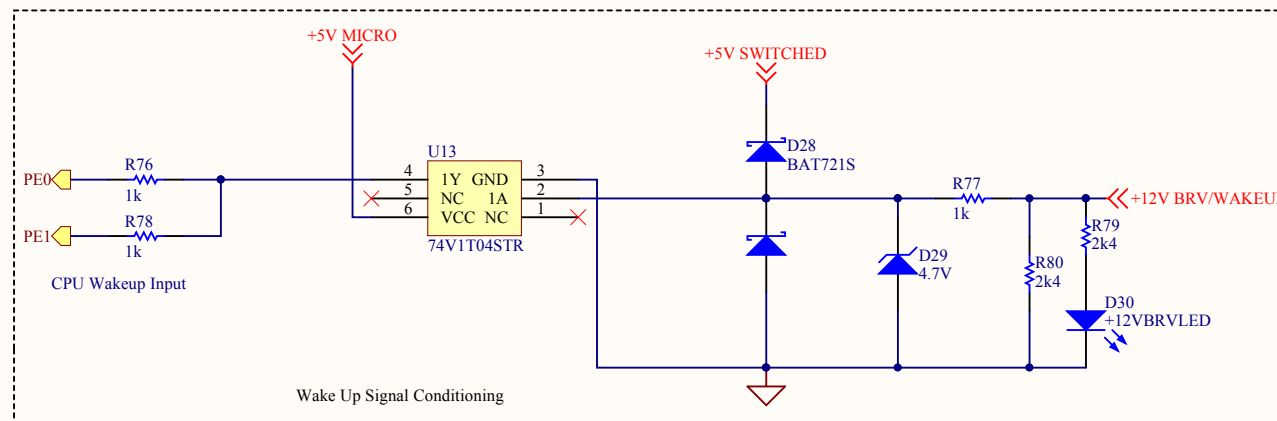 +5V MICRO
+5V SWITCHED
D28
BAT721S
U13
R76
PE0
1k
4
1Y GND
3
5
NC 1A
2
6
VCC NC
1
R77
1k
+12V BRV/WAKEUP
R78
PE1
1k
74V1T04STR
R79
2k4
D29
4.7V
R80
2k4
CPU Wakeup Input
D30
+12VBRVLED
Wake Up Signal Conditioning